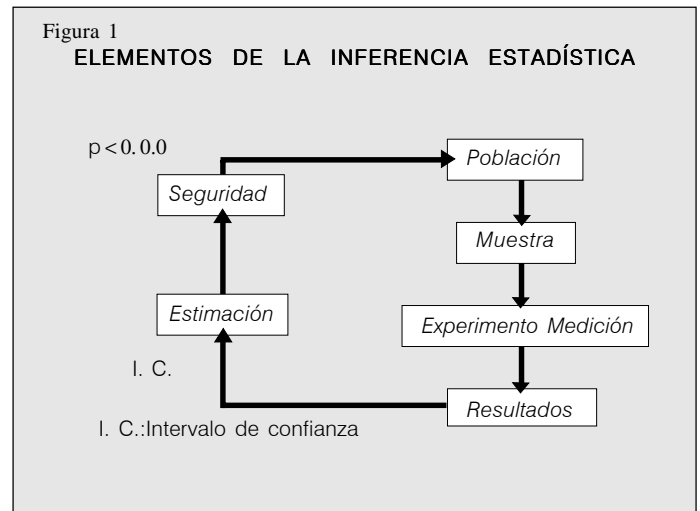 Figura 1
ELEMENTOS DE LA INFERENCIA ESTADÍSTICA
p<0.0.0
Población
Seguridad
Muestra
Estimación
Experimento Medición
I. C.
Resultados
I. C.:Intervalo de confianza